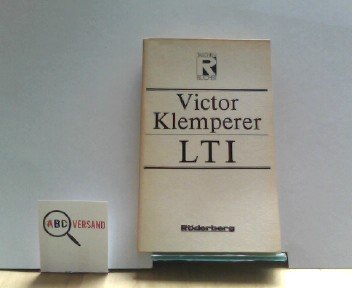 R
Victor
Klemperer
LTI
Röderberg
ABC VERSAND